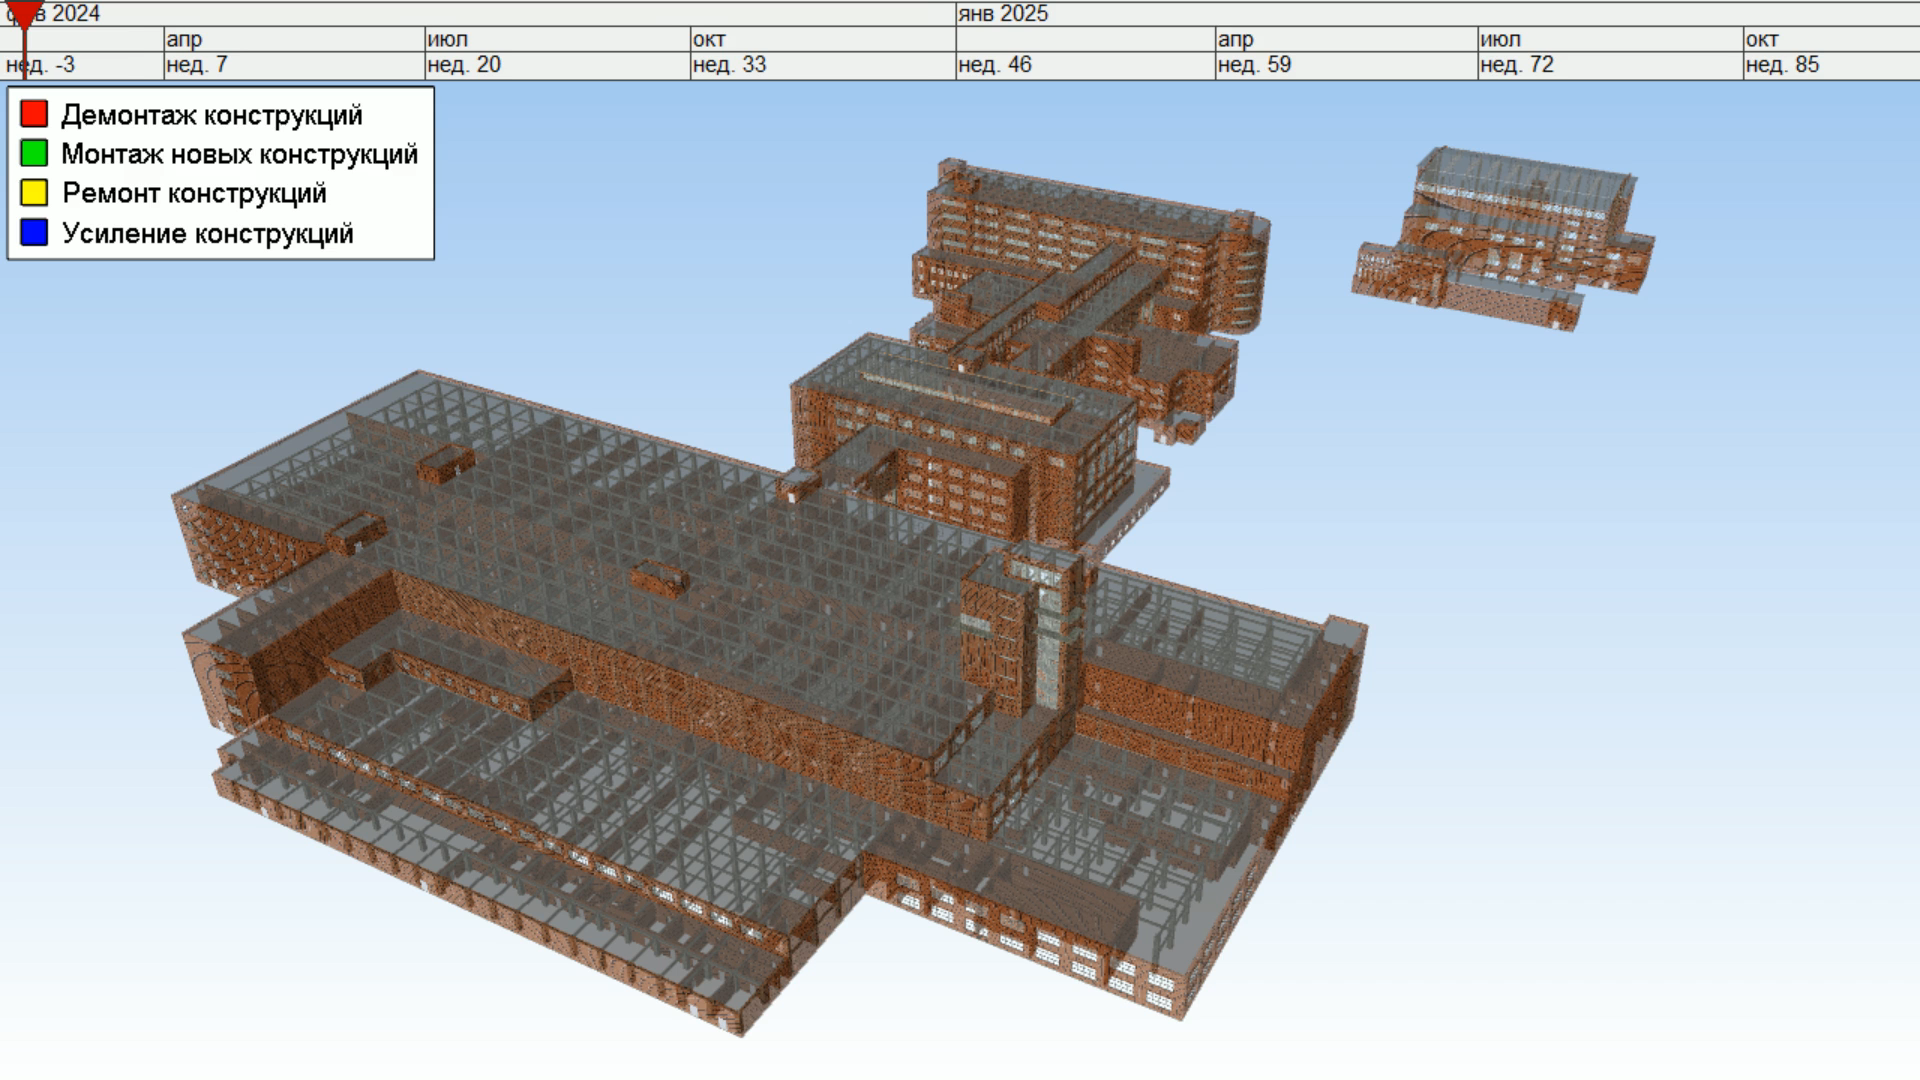 2024
янв 2025
апр
июл
окт
апр
июл
окт
нед. -3
нед. 7
нед. 20
нед. 33
нед. 46
нед. 59
нед. 72
нед. 85
Демонтаж конструкций
Монтаж новых конструкций
Ремонт конструкций
Усиление конструкций